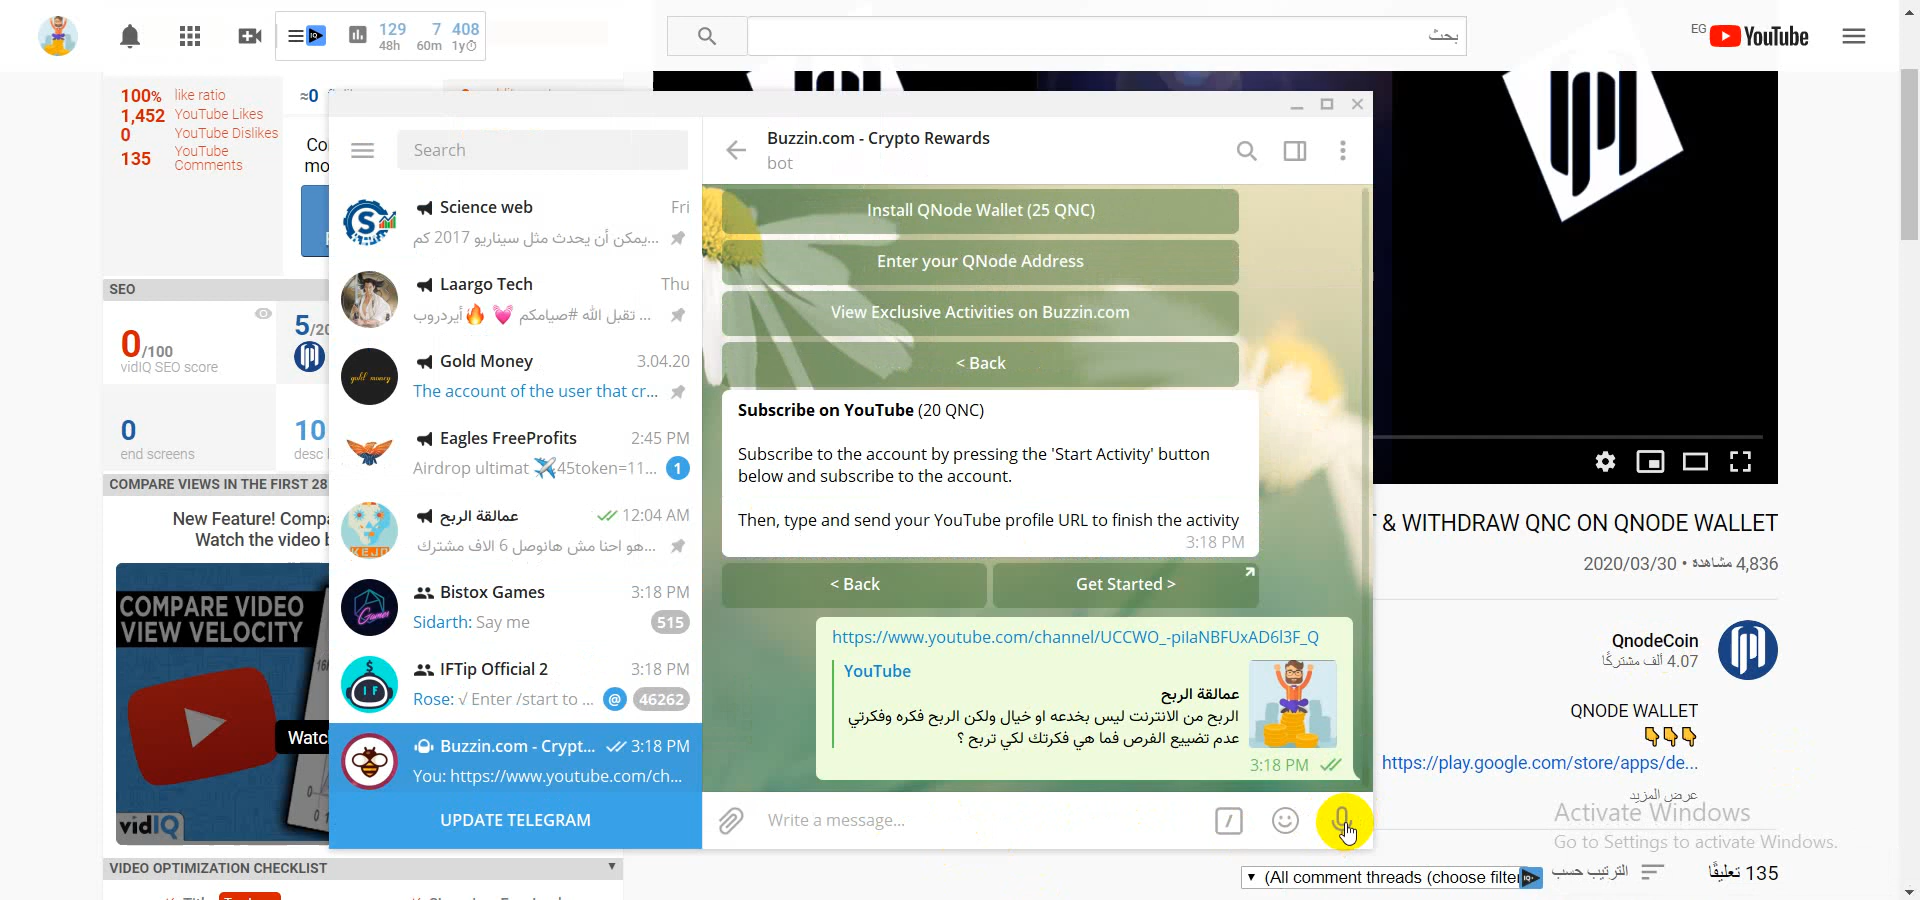 129 7 408
48h 60m 1y
بحث
YouTube EG
100% like ratio
1,452 YouTube Likes
0 YouTube Dislikes
135 YouTube Comments
≈0
Co
mo
SEO
0/100
vidIQ SEO score
5/20
0
end screens
10
desc
COMPARE VIEWS IN THE FIRST 28
New Feature! Compa
Watch the video b
COMPARE VIDEO
VIEW VELOCITY
Watc
vidIQ
VIDEO OPTIMIZATION CHECKLIST
Search
Science web Fri
يمكن أن يحدث مثل سيناريو 2017 كم...
Laargo Tech Thu
... تقبل الله #صيامكم 💓 🔥أيردروب
gold money
Gold Money 3.04.20
The account of the user that cr...
Eagles FreeProfits 2:45 PM
Airdrop ultimat ✈️45token=11... 1
KEJO
عمالقة الربح 12:04 AM
هو احنا مش هانوصل 6 الاف مشترك...
Games
Bistox Games 3:18 PM
Sidarth: Say me 515
IF
IFTip Official 2 3:18 PM
Rose: √ Enter /start to ... @ 46262
Buzzin.com - Crypt... 3:18 PM
You: https://www.youtube.com/ch...
UPDATE TELEGRAM
Buzzin.com - Crypto Rewards
bot
Install QNode Wallet (25 QNC)
Enter your QNode Address
View Exclusive Activities on Buzzin.com
< Back
Subscribe on YouTube (20 QNC)
Subscribe to the account by pressing the 'Start Activity' button
below and subscribe to the account.
Then, type and send your YouTube profile URL to finish the activity
3:18 PM
< Back Get Started >
https://www.youtube.com/channel/UCCWO_-pilaNBFUxAD6l3F_Q
YouTube
عمالقة الربح
الربح من الانترنت ليس بخدعه او خيال ولكن الربح فكره وفكرتي
عدم تضييع الفرص فما هي فكرتك لكي تربح ؟
3:18 PM
Write a message...
& WITHDRAW QNC ON QNODE WALLET
4,836 مشاهدة • 2020/03/30
QnodeCoin
4.07 ألف مشتركًا
QNODE WALLET
👇👇👇
https://play.google.com/store/apps/de...
عرض المزيد
Activate Windows
Go to Settings to activate Windows.
135 تعليقًا
الترتيب حسب
(All comment threads (choose filter